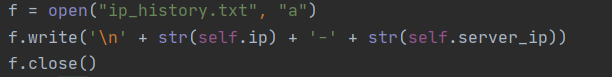 f = open("ip_history.txt", "a")
f.write('\n' + str(self.ip) + '-' + str(self.server_ip))
f.close()